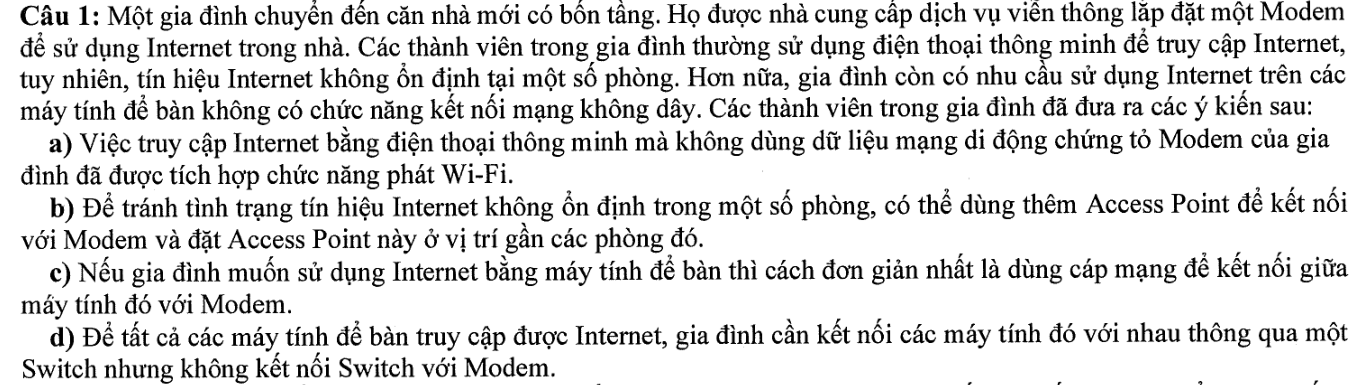 Câu 1: Một gia đình chuyển đến căn nhà mới có bốn tầng. Họ được nhà cung cấp dịch vụ viễn thông lắp đặt một Modem
để sử dụng Internet trong nhà. Các thành viên trong gia đình thường sử dụng điện thoại thông minh để truy cập Internet,
tuy nhiên, tín hiệu Internet không ổn định tại một số phòng. Hơn nữa, gia đình còn có nhu cầu sử dụng Internet trên các
máy tính để bàn không có chức năng kết nối mạng không dây. Các thành viên trong gia đình đã đưa ra các ý kiến sau:
a) Việc truy cập Internet bằng điện thoại thông minh mà không dùng dữ liệu mạng di động chứng tỏ Modem của gia
đình đã được tích hợp chức năng phát Wi-Fi.
b) Để tránh tình trạng tín hiệu Internet không ổn định trong một số phòng, có thể dùng thêm Access Point để kết nối
với Modem và đặt Access Point này ở vị trí gần các phòng đó.
c) Nếu gia đình muốn sử dụng Internet bằng máy tính để bàn thì cách đơn giản nhất là dùng cáp mạng để kết nối giữa
máy tính đó với Modem.
d) Để tất cả các máy tính để bàn truy cập được Internet, gia đình cần kết nối các máy tính đó với nhau thông qua một
Switch nhưng không kết nối Switch với Modem.